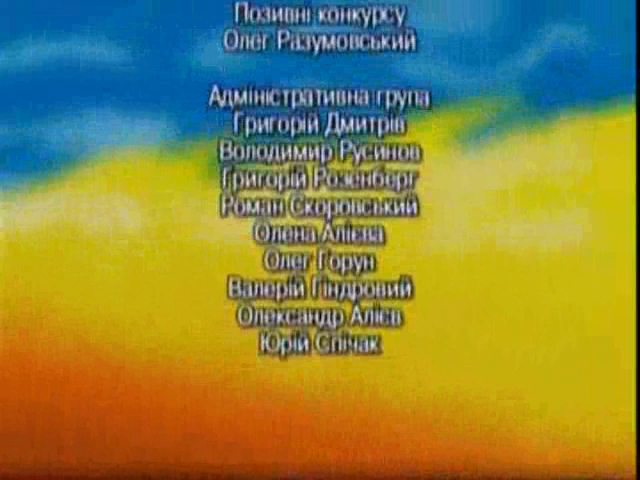 Позивні конкурсу
Олег Разумовський
Адміністративна група
Григорій Дмитрів
Володимир Русинов
Григорій Розенберг
Роман Скоровський
Олена Алієва
Олег Горун
Валерій Гіндровий
Олександр Алієв
Юрій Спічак